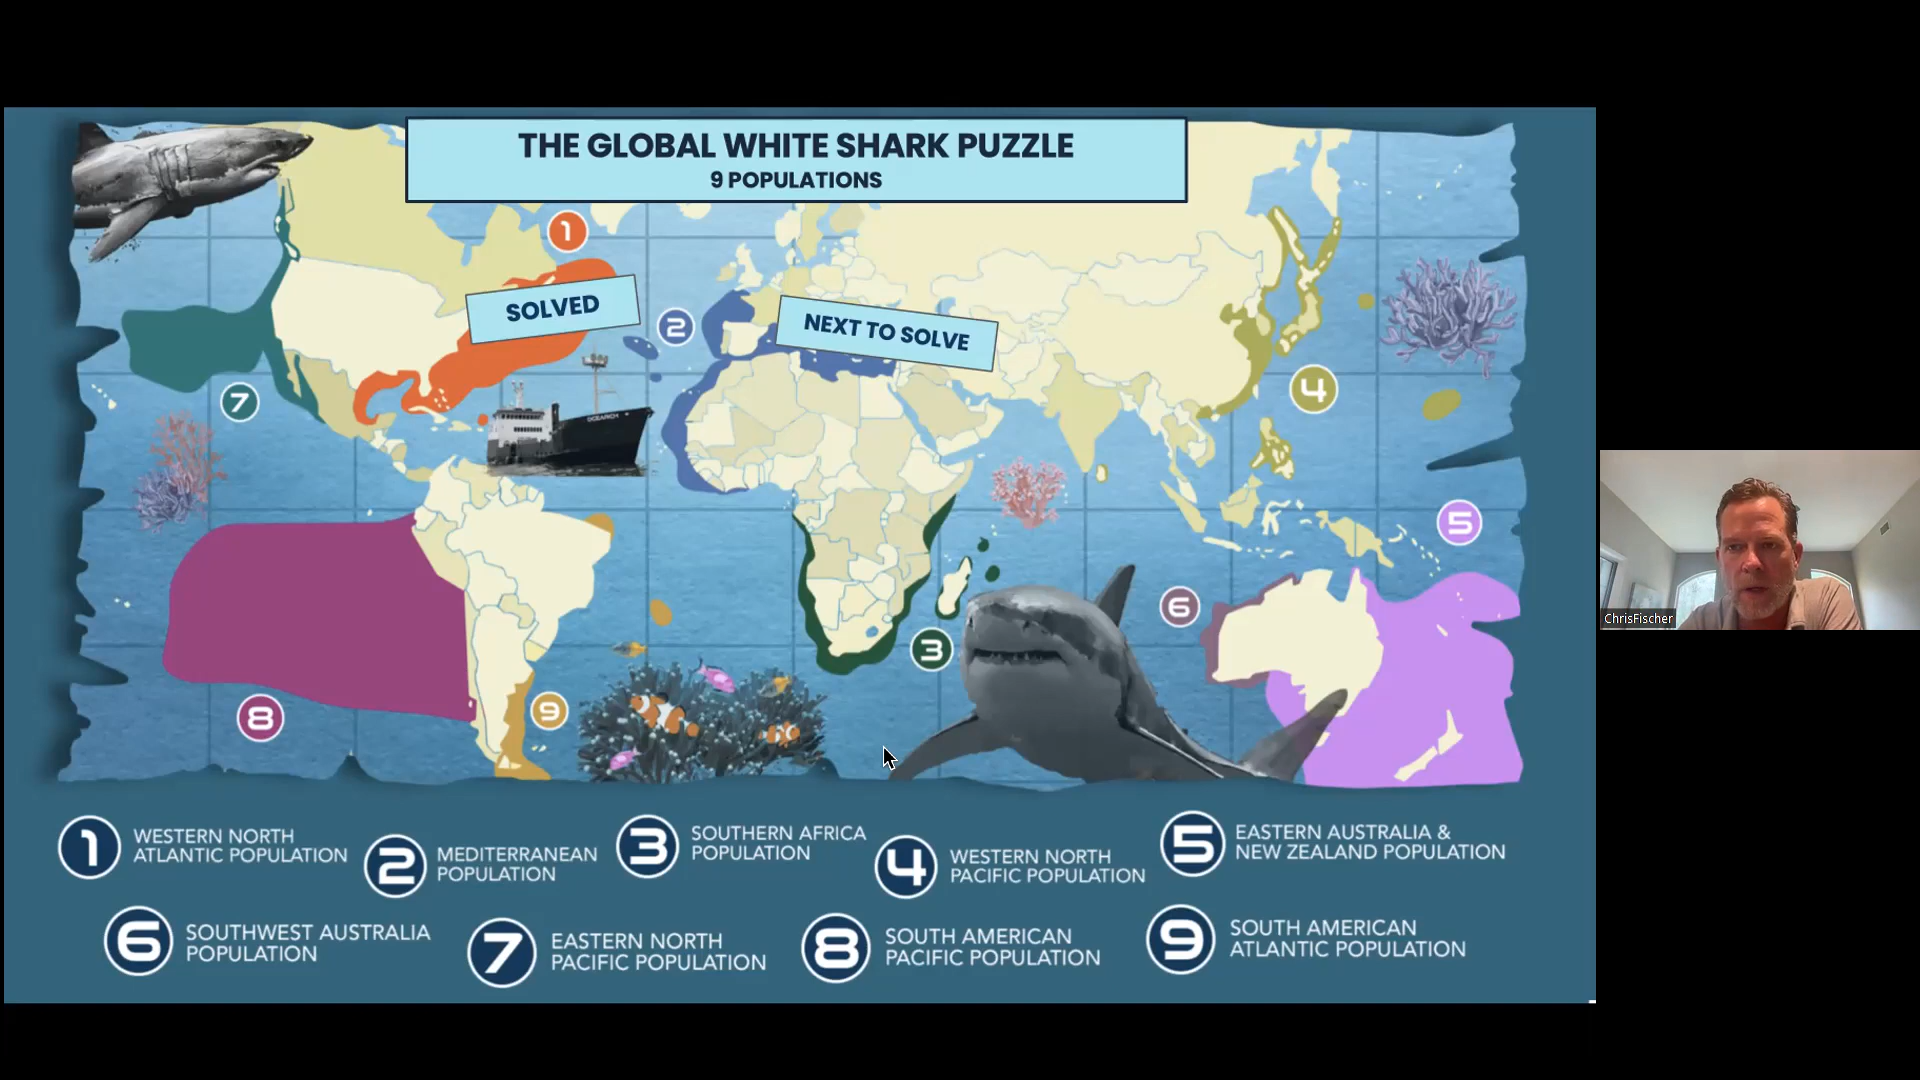 THE GLOBAL WHITE SHARK PUZZLE
9 POPULATIONS
1
SOLVED
2
NEXT TO SOLVE
7
4
OCEARCH
5
6
3
8
9
1 WESTERN NORTH
ATLANTIC POPULATION
2 MEDITERRANEAN
POPULATION
3 SOUTHERN AFRICA
POPULATION
4 WESTERN NORTH
PACIFIC POPULATION
5 EASTERN AUSTRALIA &
NEW ZEALAND POPULATION
6 SOUTHWEST AUSTRALIA
POPULATION
7 EASTERN NORTH
PACIFIC POPULATION
8 SOUTH AMERICAN
PACIFIC POPULATION
9 SOUTH AMERICAN
ATLANTIC POPULATION
ChrisFischer